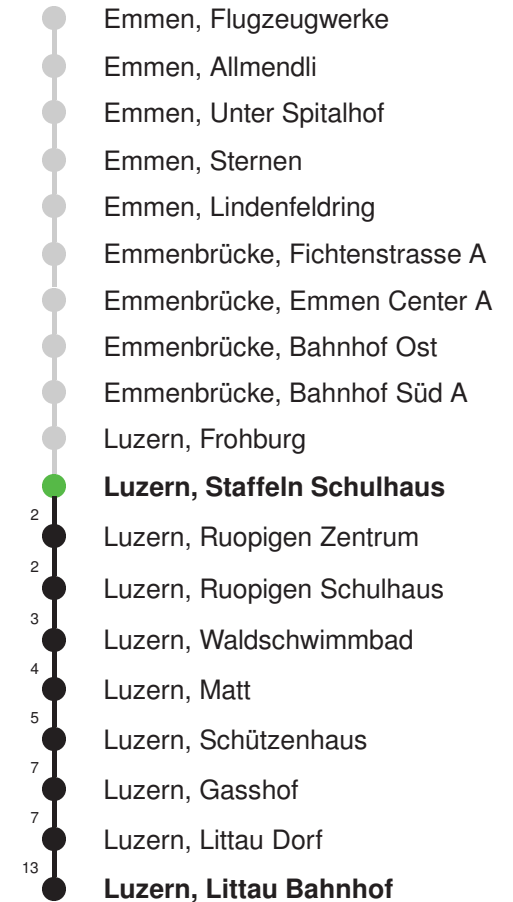 Emmen, Flugzeugwerke
Emmen, Allmendli
Emmen, Unter Spitalhof
Emmen, Sternen
Emmen, Lindenfeldring
Emmenbrücke, Fichtenstrasse A
Emmenbrücke, Emmen Center A
Emmenbrücke, Bahnhof Ost
Emmenbrücke, Bahnhof Süd A
Luzern, Frohburg
Luzern, Staffeln Schulhaus
2 Luzern, Ruopigen Zentrum
2 Luzern, Ruopigen Schulhaus
3 Luzern, Waldschwimmbad
4 Luzern, Matt
5 Luzern, Schützenhaus
7 Luzern, Gasshof
7 Luzern, Littau Dorf
13 Luzern, Littau Bahnhof